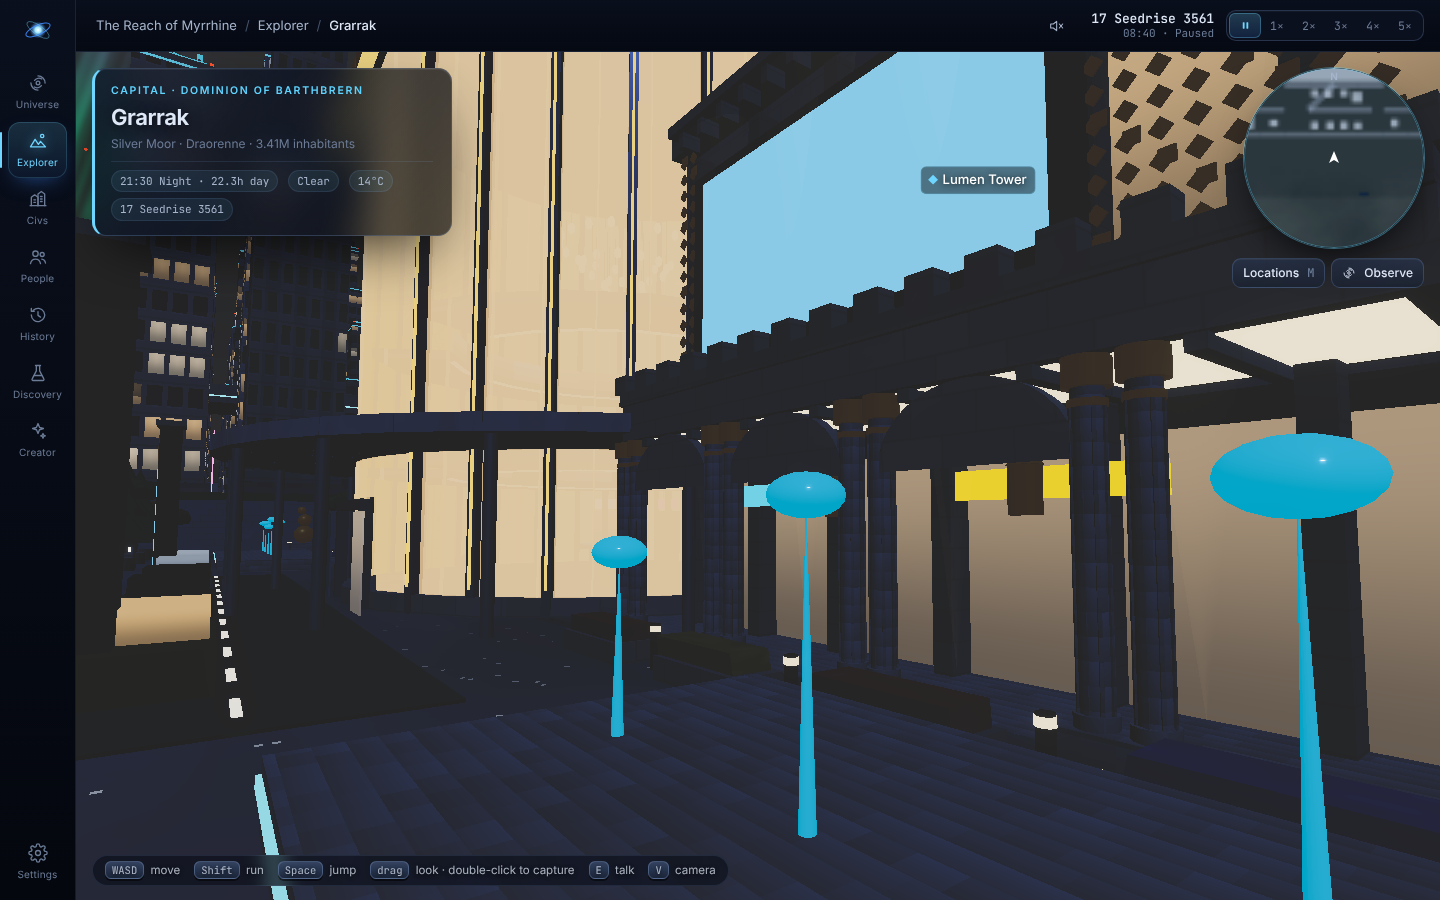 The Reach of Myrrhine / Explorer / Grarrak
17 Seedrise 3561
08:40 · Paused
1× 2× 3× 4× 5×
Universe
Explorer
Civs
People
History
Discovery
Creator
Settings
CAPITAL · DOMINION OF BARTHBRERN
Grarrak
Silver Moor · Draorenne · 3.41M inhabitants
21:30 Night · 22.3h day Clear 14°C
17 Seedrise 3561
Lumen Tower
N
Locations M Observe
WASD move Shift run Space jump drag look · double-click to capture E talk V camera